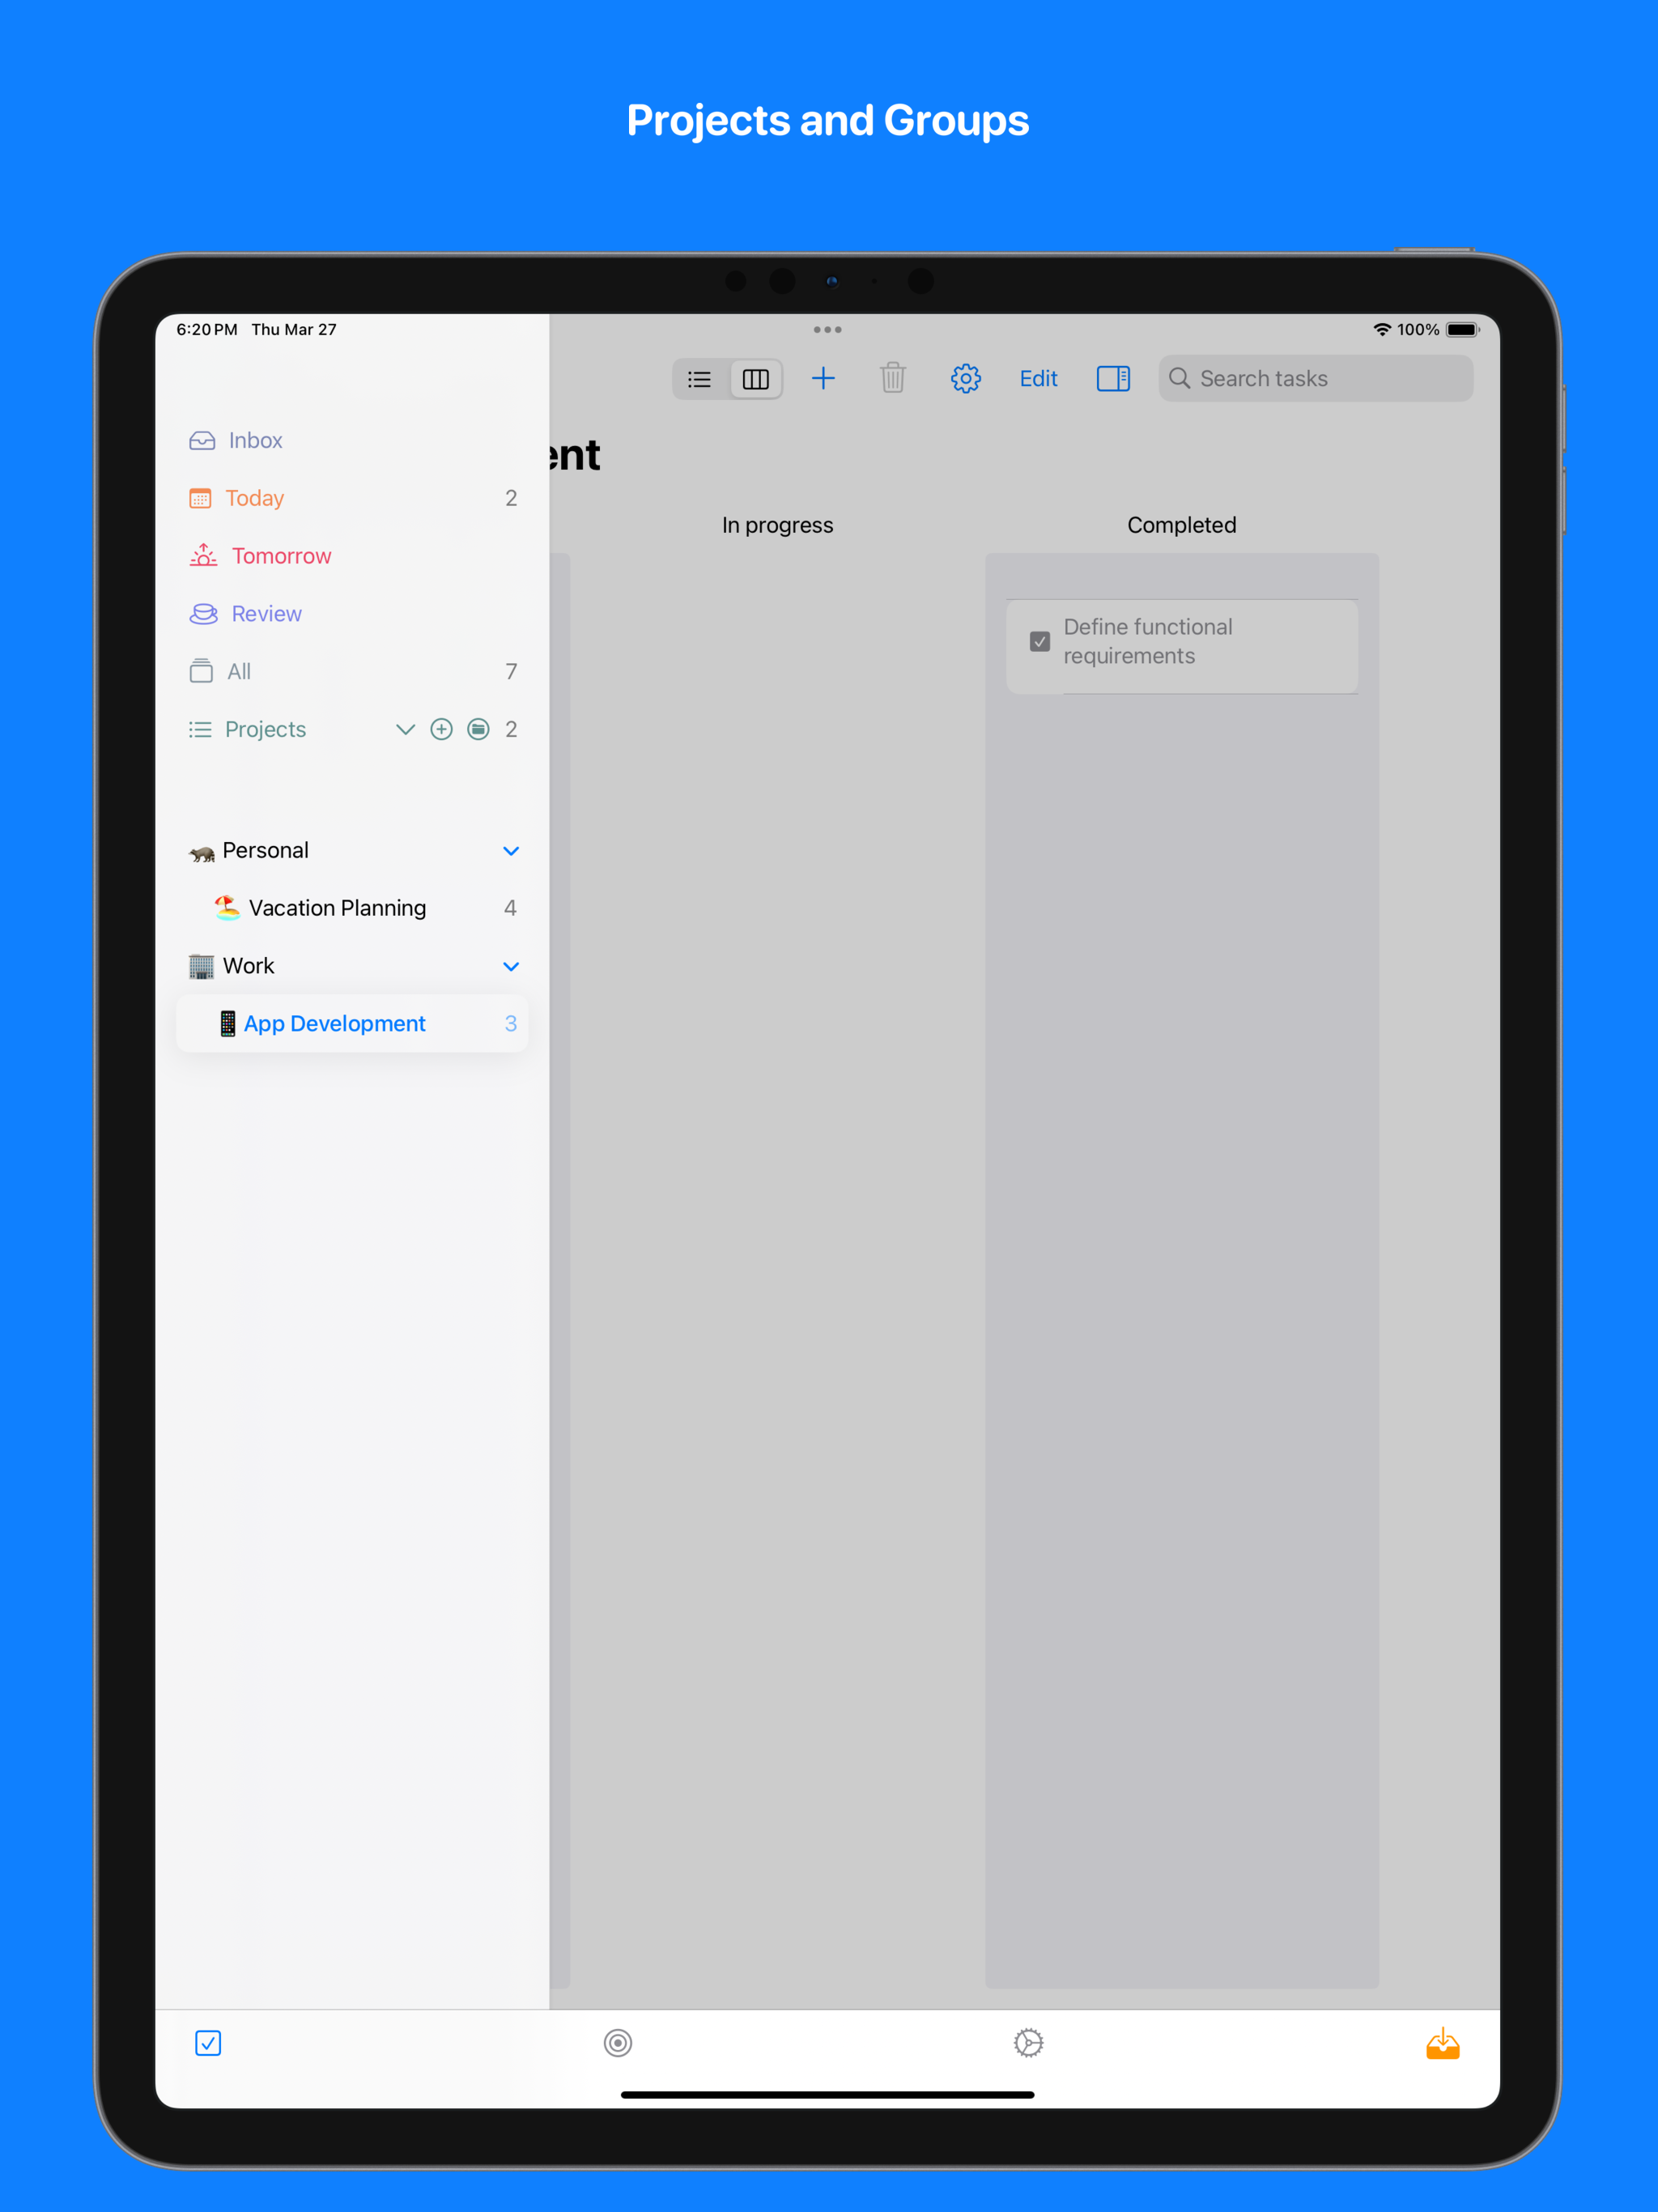 Projects and Groups
6:20 PM Thu Mar 27
100%
Edit
Search tasks
Inbox
Today 2
Tomorrow
Review
All 7
Projects 2
Personal
Vacation Planning 4
Work
App Development 3
ent
In progress
Completed
Define functional
requirements